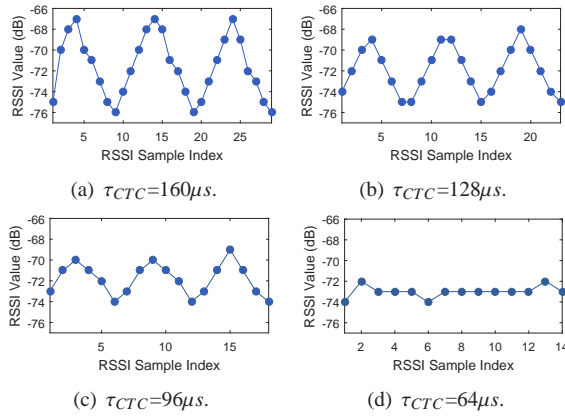 -66
-68
-70
-72
-74
-76
RSSI Value (dB)
5 10 15 20 25
RSSI Sample Index
(a) τCTC=160μs.
-66
-68
-70
-72
-74
-76
RSSI Value (dB)
5 10 15 20
RSSI Sample Index
(b) τCTC=128μs.
-66
-68
-70
-72
-74
-76
RSSI Value (dB)
5 10 15
RSSI Sample Index
(c) τCTC=96μs.
-66
-68
-70
-72
-74
-76
RSSI Value (dB)
2 4 6 8 10 12 14
RSSI Sample Index
(d) τCTC=64μs.